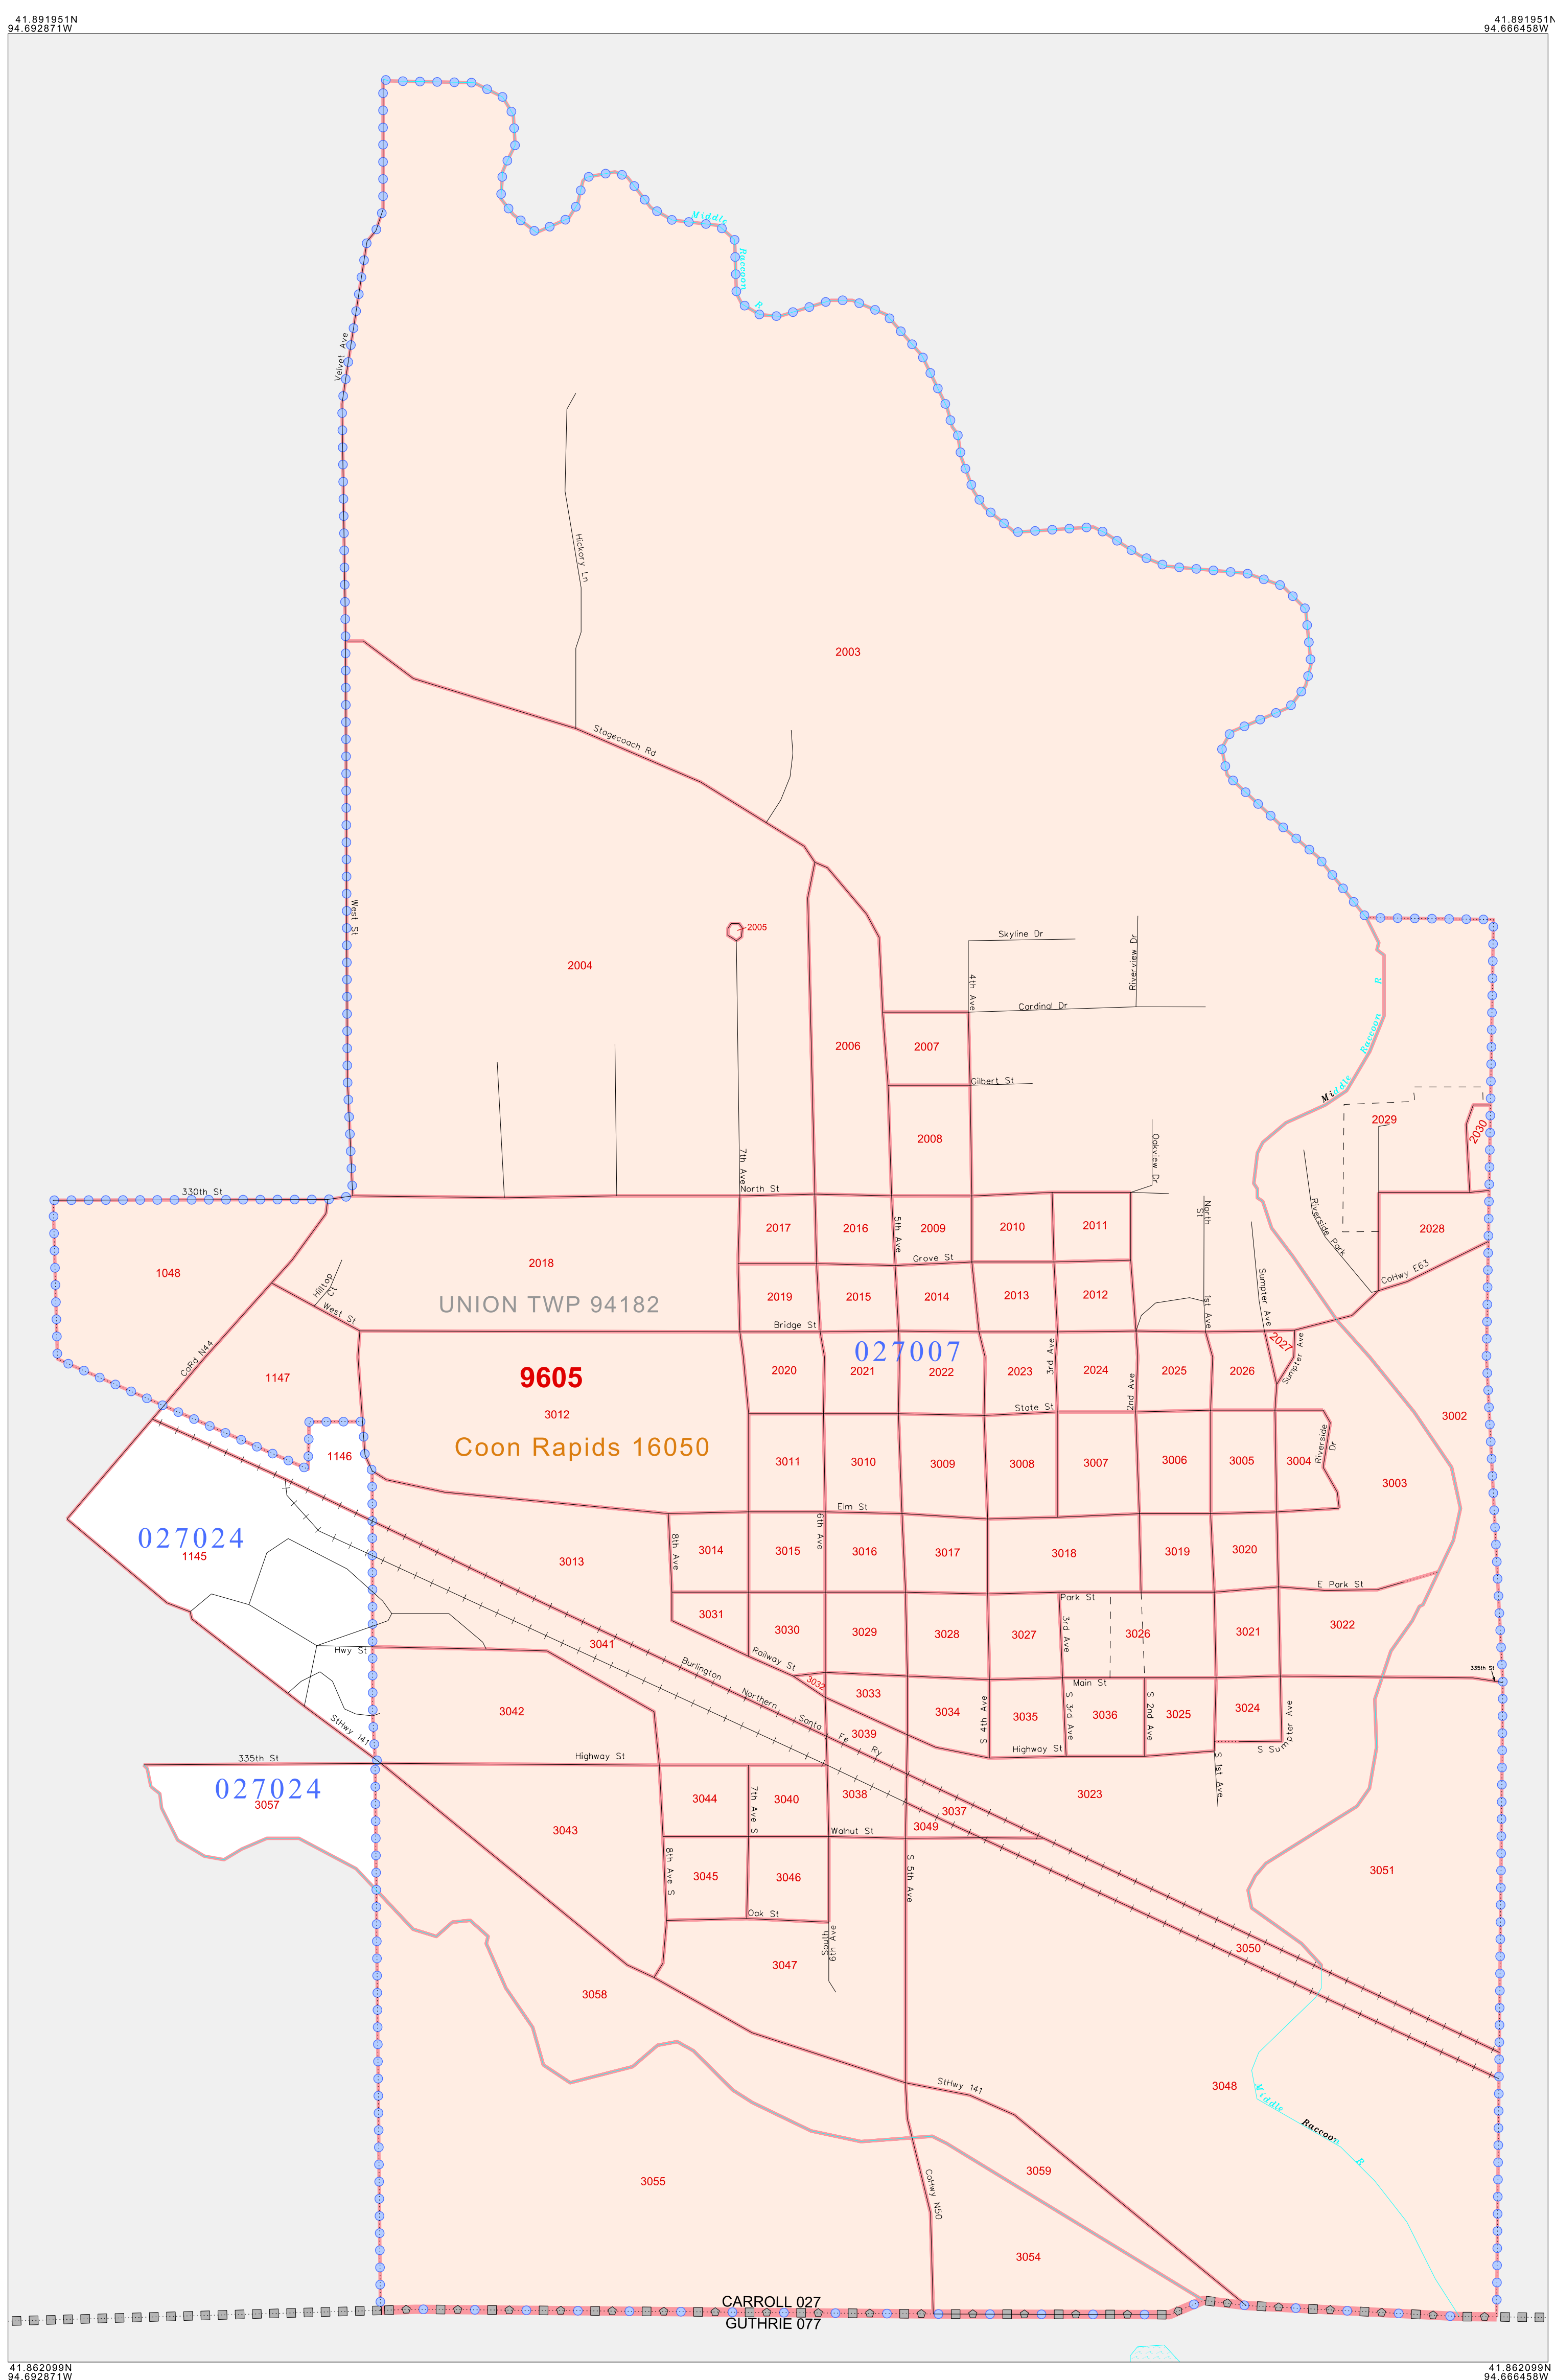 41.891951N
94.692871W
41.891951N
94.666458W
Middle
Raccoon
R
Velvet Ave
Hickory Ln
2003
Stagecoach Rd
West St
2005
2004
Skyline Dr
Riverview Dr
4th Ave
Cardinal Dr
R
Raccoon
Middle
2006
2007
Gilbert St
2008
2029
2030
Oakview Dr
7th Ave
North St
330th St
North
St
Riverside Park
2017
2016
5th Ave
2009
2010
2011
2028
Grove St
1048
2018
CoHwy E63
Hilltop
Ct
West St
UNION TWP 94182
2019
2015
2014
2013
2012
1st Ave
Sumpter Ave
Bridge St
CoRd N44
027007
2027
Sumpter Ave
3rd Ave
2nd Ave
1147
9605
2020
2021
2022
2023
2024
2025
2026
3012
State St
3002
Coon Rapids 16050
1146
Riverside
Dr
3011
3010
3009
3008
3007
3006
3005
3004
3003
Elm St
6th Ave
027024
1145
8th Ave
3013
3014
3015
3016
3017
3018
3019
3020
E Park St
Park St
3031
3030
3029
3028
3027
3rd Ave
3026
3021
3022
Hwy St
3041
Railway St
Burlington
Northern
Santa
Fe
Ry
335th St
Main St
3032
3033
3042
3034
S 4th Ave
3035
S 3rd Ave
3036
S 2nd Ave
3025
3024
S Sumpter Ave
StHwy 141
3039
Highway St
335th St
Highway St
S 1st Ave
027024
3057
3044
7th Ave S
3040
3038
3037
3023
3043
Walnut St
3049
3051
8th Ave S
3045
3046
S 5th Ave
Oak St
6th Ave
South
3050
3047
3058
StHwy 141
3048
Middle
Raccoon
R
3055
CoHwy N50
3059
3054
CARROLL 027
GUTHRIE 077
41.862099N
94.692871W
41.862099N
94.666458W